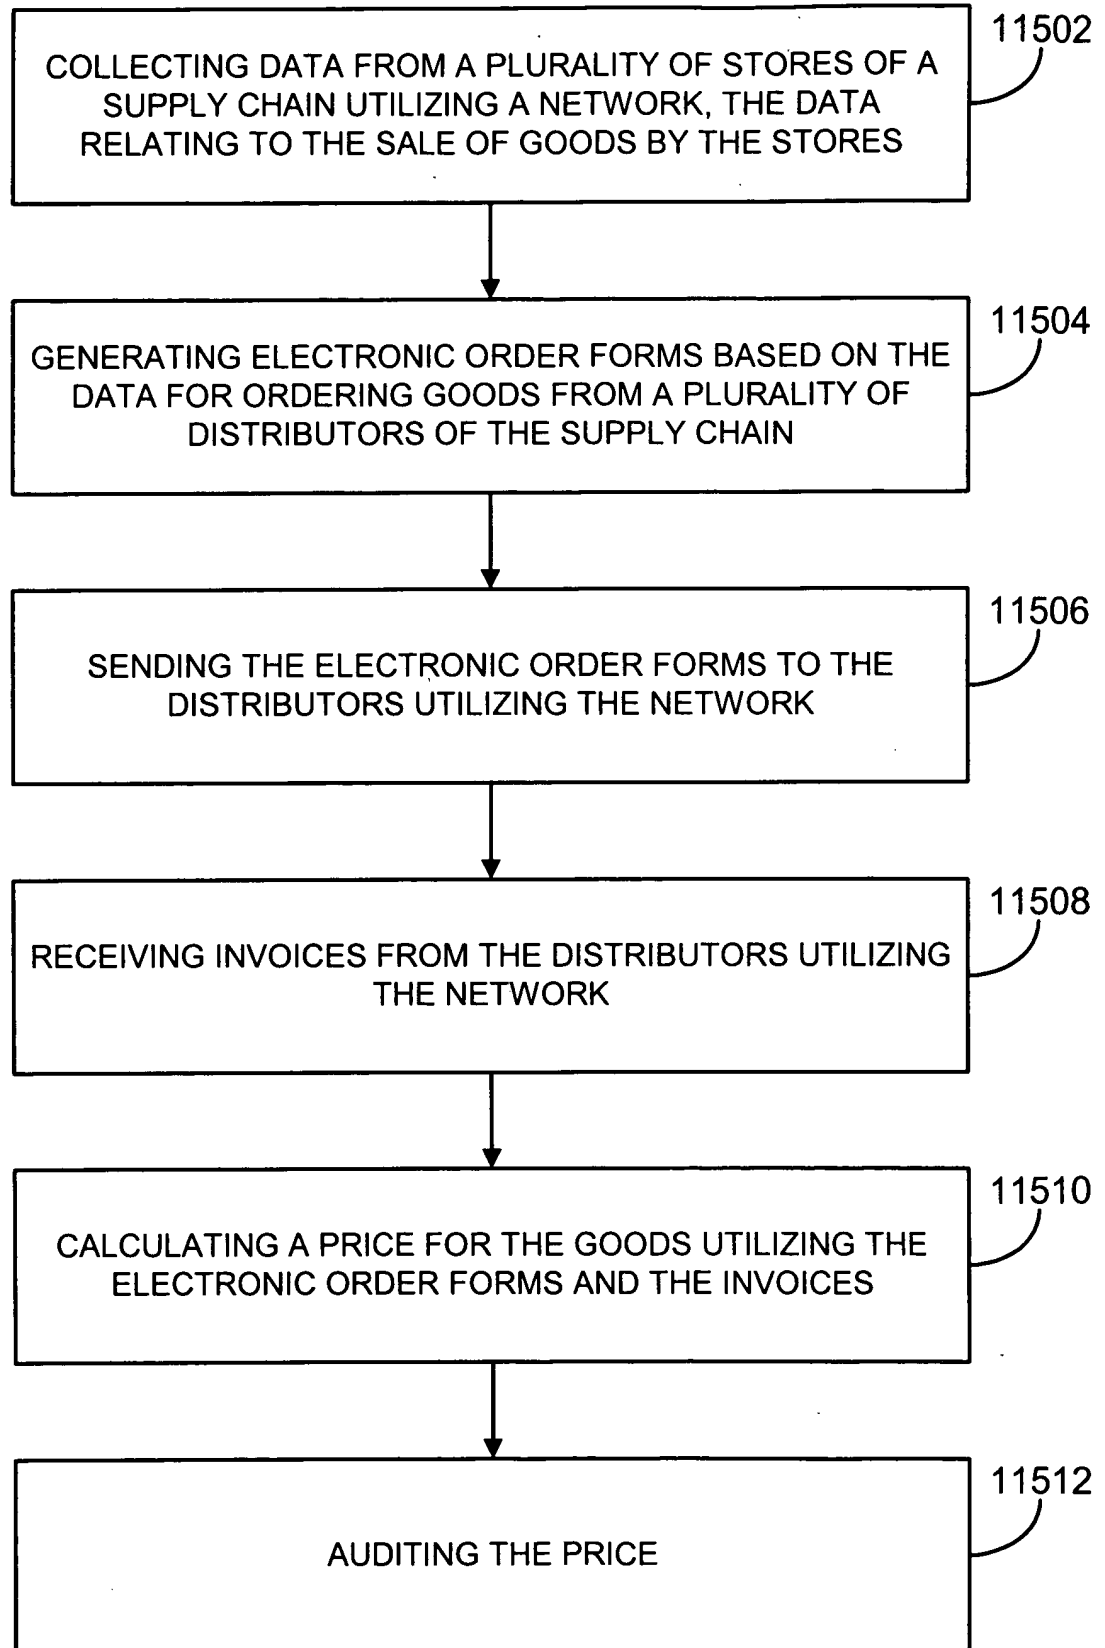 11502
COLLECTING DATA FROM A PLURALITY OF STORES OF A
SUPPLY CHAIN UTILIZING A NETWORK, THE DATA
RELATING TO THE SALE OF GOODS BY THE STORES
11504
GENERATING ELECTRONIC ORDER FORMS BASED ON THE
DATA FOR ORDERING GOODS FROM A PLURALITY OF
DISTRIBUTORS OF THE SUPPLY CHAIN
11506
SENDING THE ELECTRONIC ORDER FORMS TO THE
DISTRIBUTORS UTILIZING THE NETWORK
11508
RECEIVING INVOICES FROM THE DISTRIBUTORS UTILIZING
THE NETWORK
11510
CALCULATING A PRICE FOR THE GOODS UTILIZING THE
ELECTRONIC ORDER FORMS AND THE INVOICES
11512
AUDITING THE PRICE